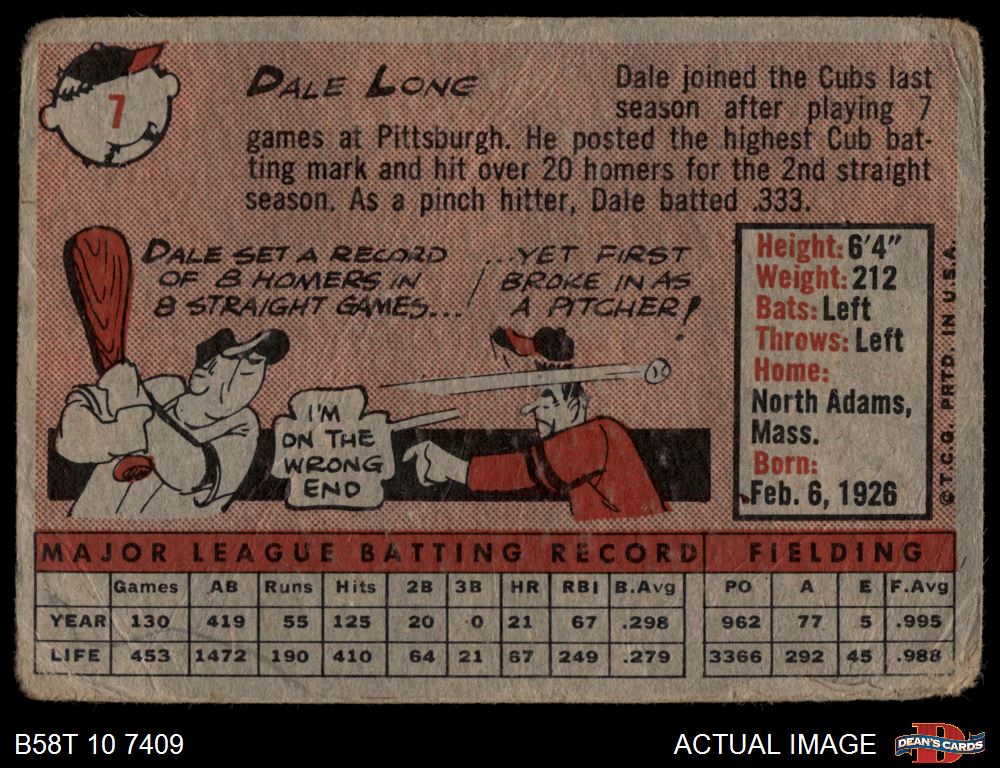 7
DALE LONG
Dale joined the Cubs last
season after playing 7
games at Pittsburgh. He posted the highest Cub bat-
ting mark and hit over 20 homers for the 2nd straight
season. As a pinch hitter, Dale batted .333.
DALE SET A RECORD
OF 8 HOMERS IN
8 STRAIGHT GAMES...
...YET FIRST
BROKE IN AS
A PITCHER!
I'M
ON THE
WRONG
END
Height: 6'4"
Weight: 212
Bats: Left
Throws: Left
Home:
North Adams,
Mass.
Born:
Feb. 6, 1926
© T.C.G. PRTD. IN U.S.A.
MAJOR LEAGUE BATTING RECORD FIELDING
Games AB Runs Hits 2B 3B HR RBI B.Avg PO A E F.Avg
YEAR 130 419 55 125 20 0 21 67 .298 962 77 5 .995
LIFE 453 1472 190 410 64 21 67 249 .279 3366 292 45 .988
B58T 10 7409
ACTUAL IMAGE
D
DEAN'S CARDS